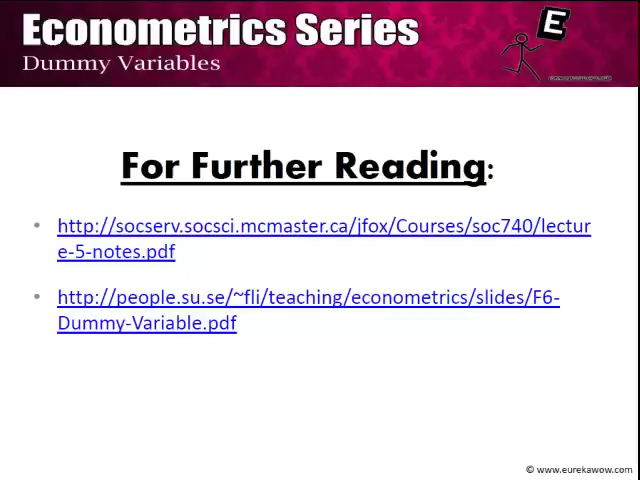 Econometrics Series
Dummy Variables
E
For Further Reading:
• http://socserv.socsci.mcmaster.ca/jfox/Courses/soc740/lectur
e-5-notes.pdf
• http://people.su.se/~fli/teaching/econometrics/slides/F6-
Dummy-Variable.pdf
© www.eurekawow.com